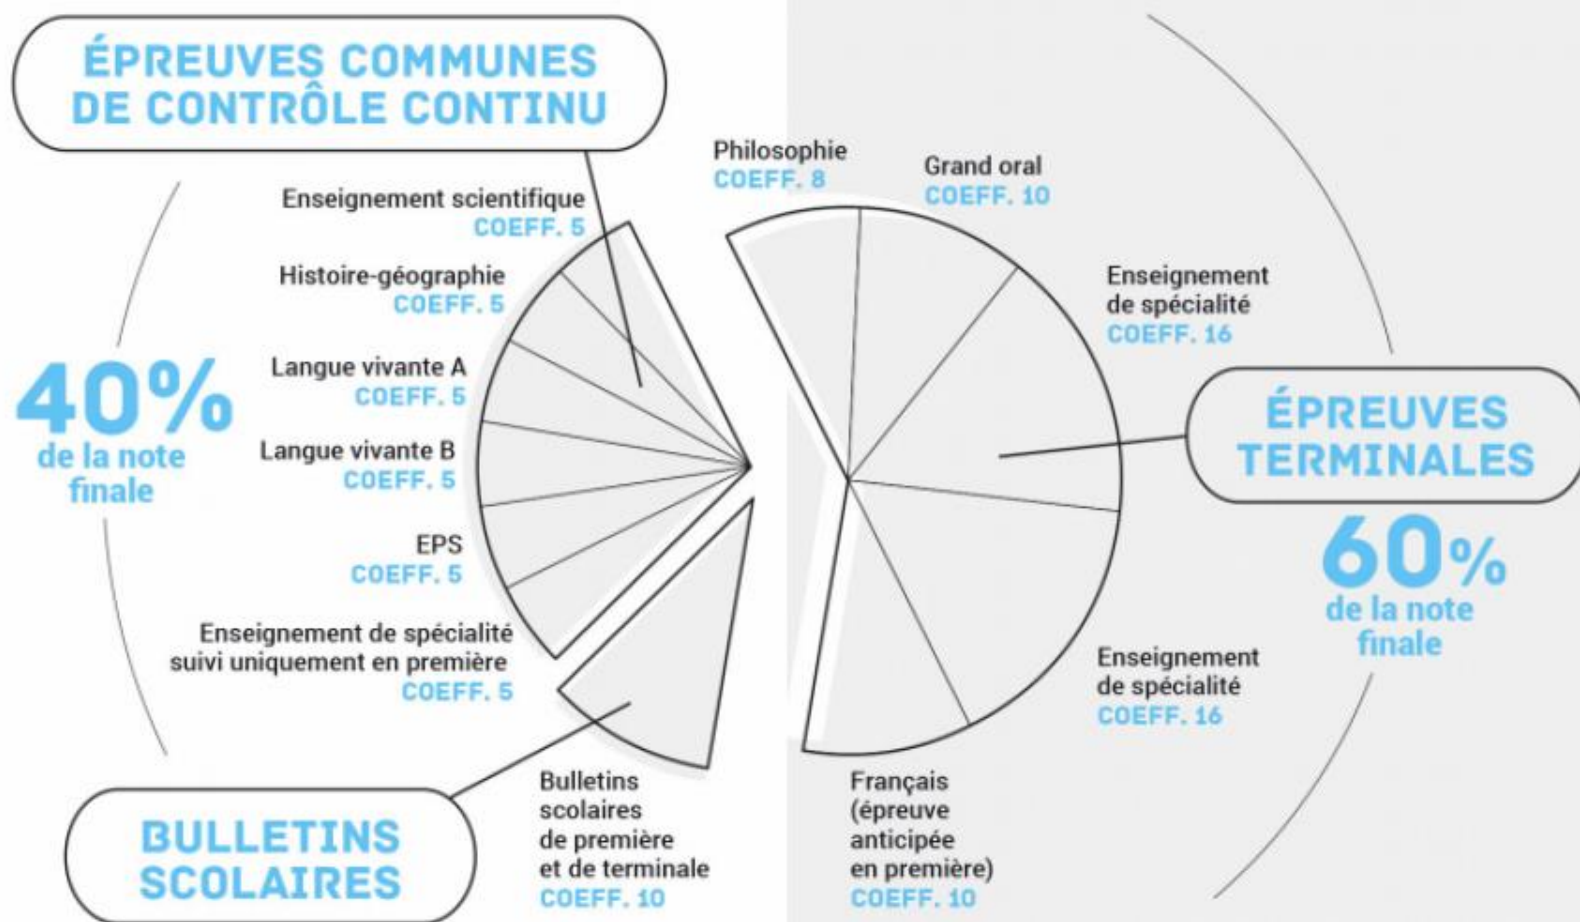 ÉPREUVES COMMUNES
DE CONTRÔLE CONTINU
Enseignement scientifique
COEFF. 5
Histoire-géographie
COEFF. 5
Langue vivante A
COEFF. 5
Langue vivante B
COEFF. 5
EPS
COEFF. 5
Enseignement de spécialité
suivi uniquement en première
COEFF. 5
40%
de la note
finale
BULLETINS
SCOLAIRES
Bulletins
scolaires
de première
et de terminale
COEFF. 10
Philosophie
COEFF. 8
Grand oral
COEFF. 10
Enseignement
de spécialité
COEFF. 16
ÉPREUVES
TERMINALES
60%
de la note
finale
Enseignement
de spécialité
COEFF. 16
Français
(épreuve
anticipée
en première)
COEFF. 10